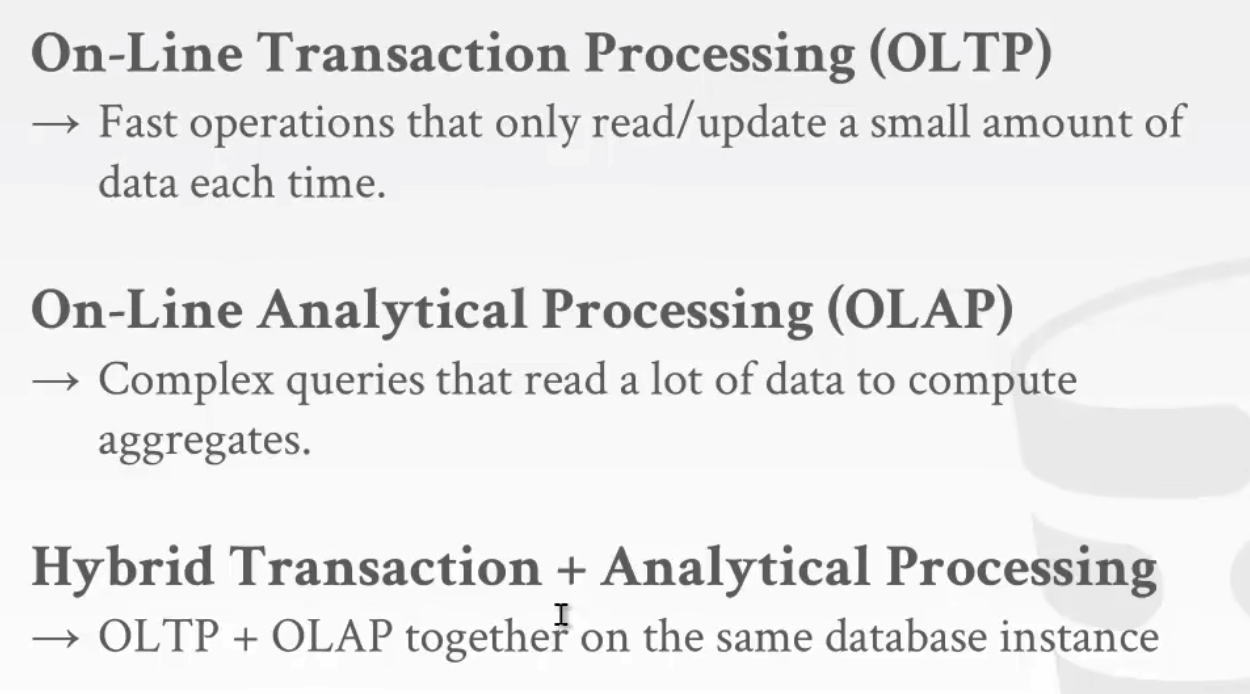 On-Line Transaction Processing (OLTP)
→ Fast operations that only read/update a small amount of
data each time.
On-Line Analytical Processing (OLAP)
→ Complex queries that read a lot of data to compute
aggregates.
Hybrid Transaction + Analytical Processing
→ OLTP + OLAP together on the same database instance